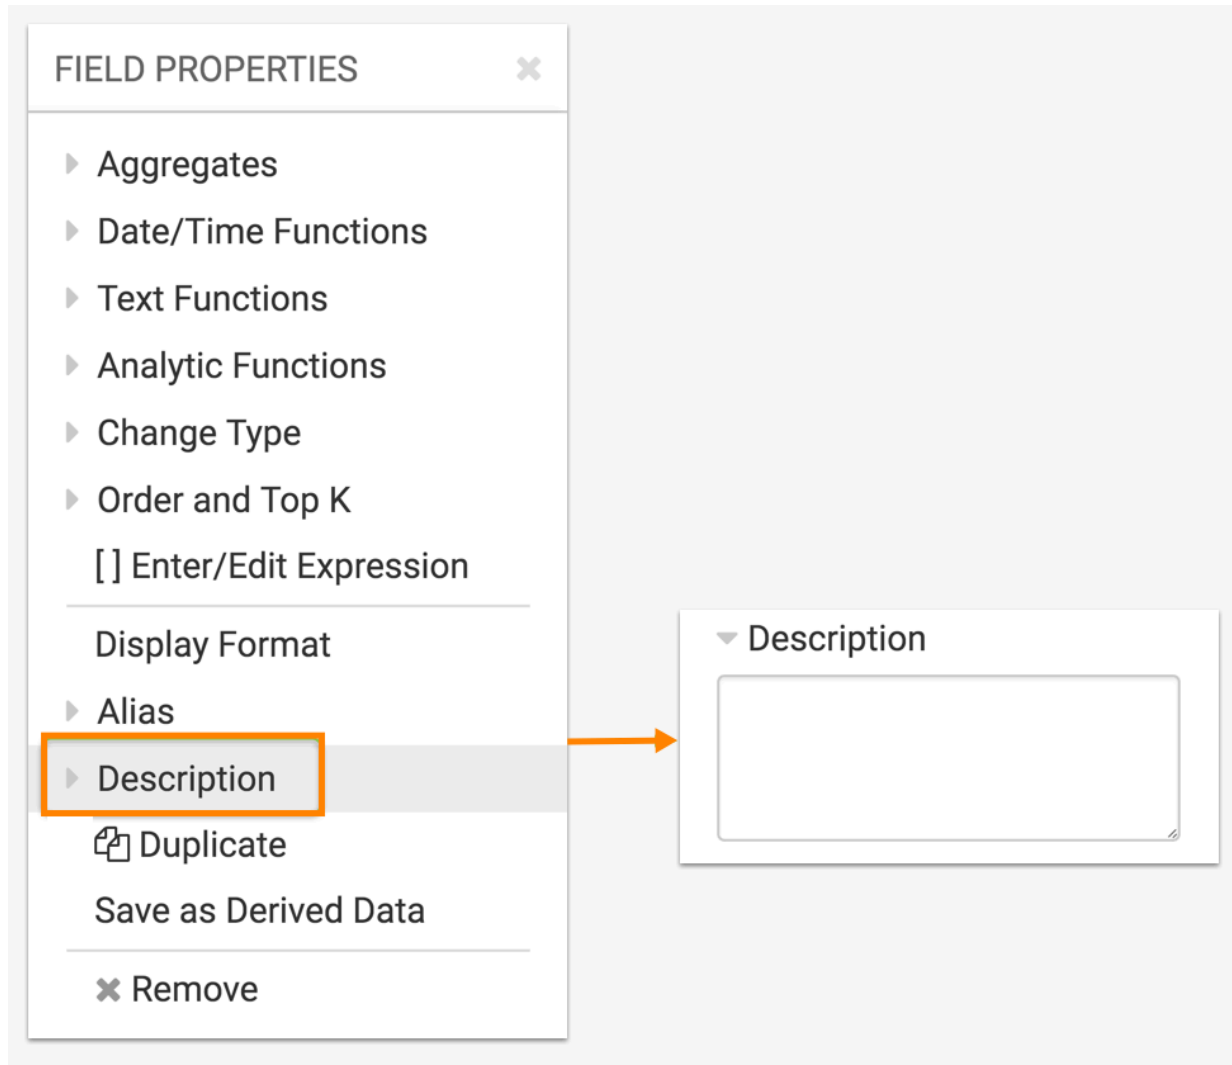 FIELD PROPERTIES
Aggregates
Date/Time Functions
Text Functions
Analytic Functions
Change Type
Order and Top K
[ ] Enter/Edit Expression
Display Format
Alias
Description
Duplicate
Save as Derived Data
Remove
Description